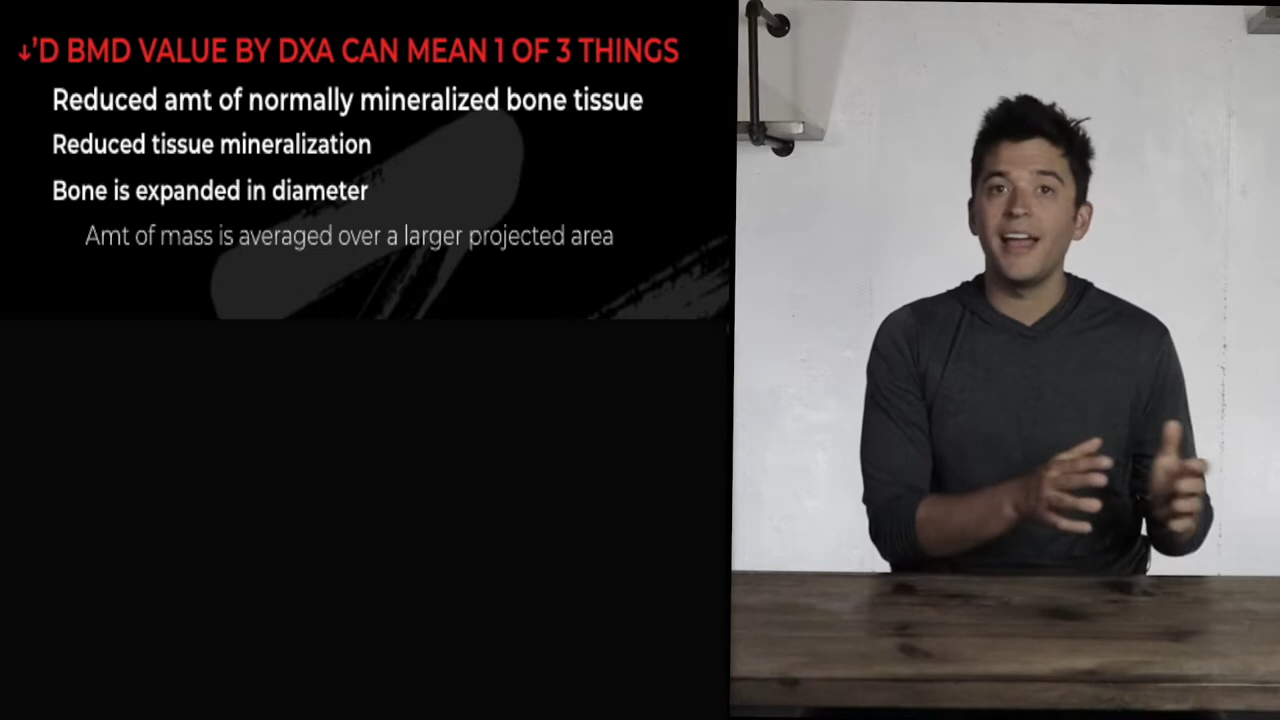 ↓'D BMD VALUE BY DXA CAN MEAN 1 OF 3 THINGS
Reduced amt of normally mineralized bone tissue
Reduced tissue mineralization
Bone is expanded in diameter
Amt of mass is averaged over a larger projected area